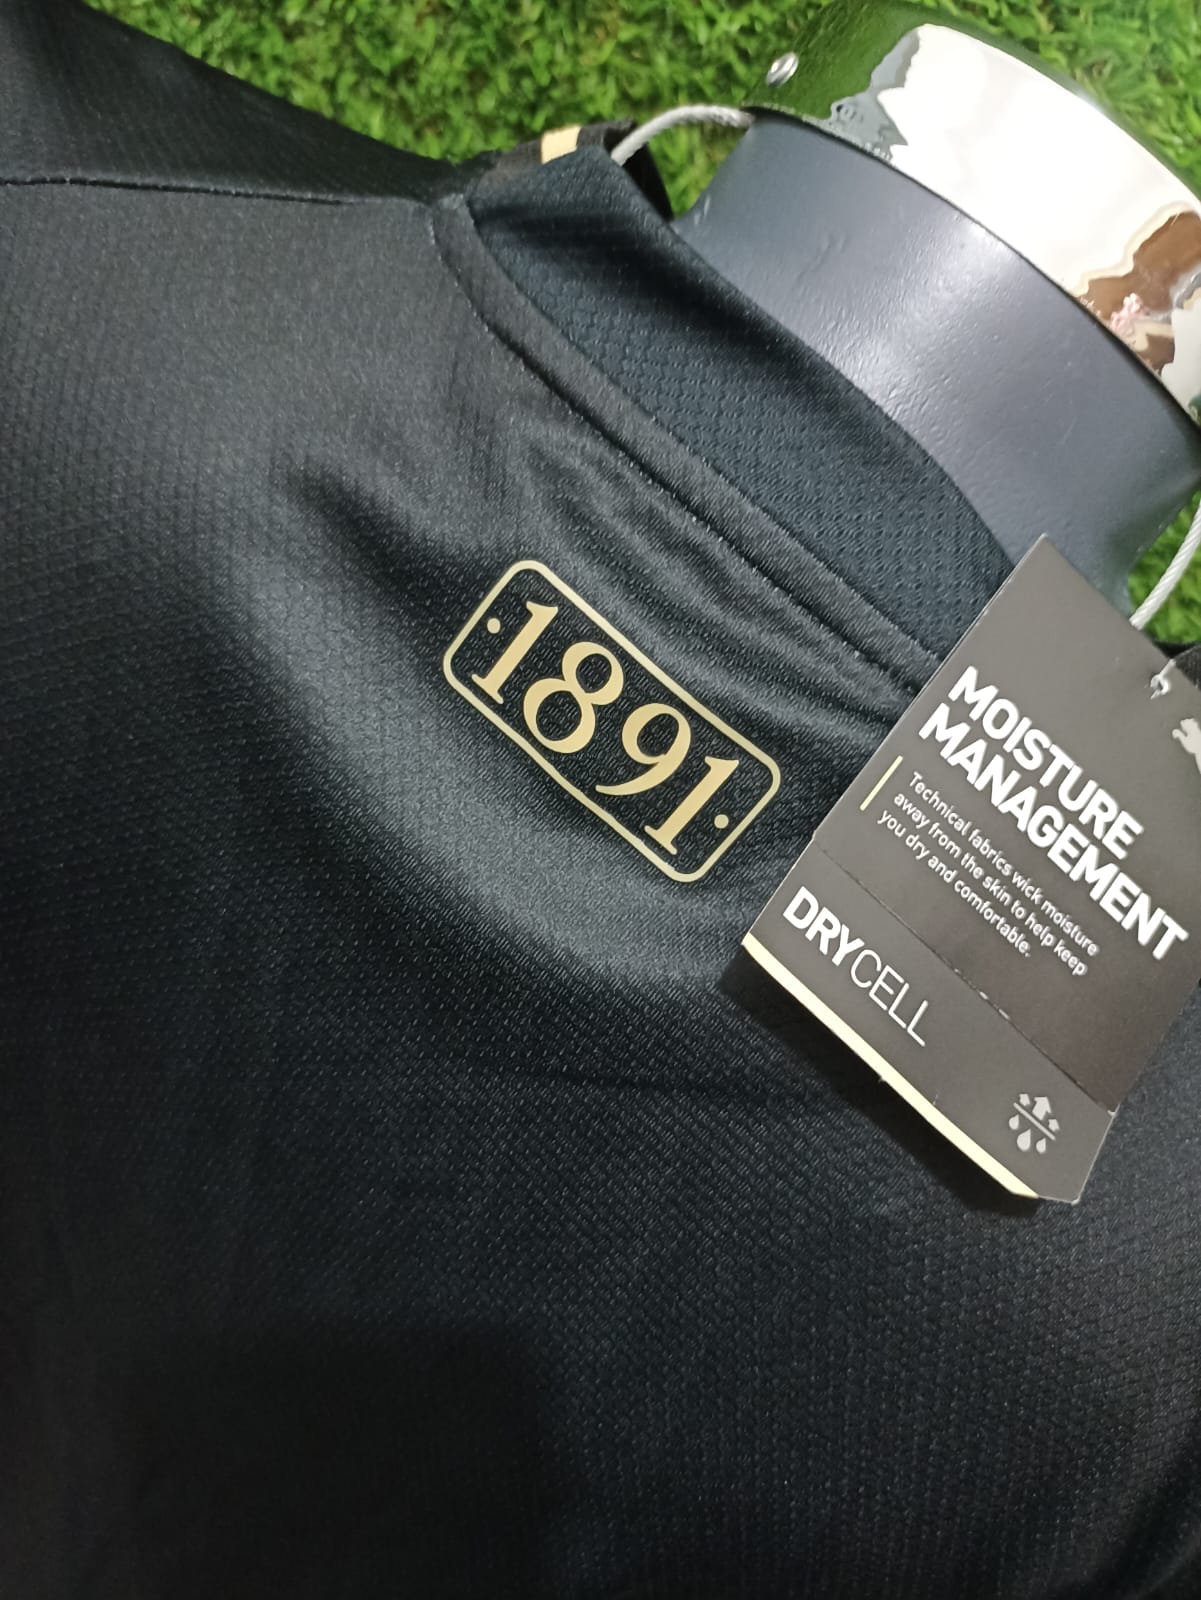 ·1891·
MOISTURE
MANAGEMENT
Technical fabrics wick moisture
away from the skin to help keep
you dry and comfortable.
DRYCELL